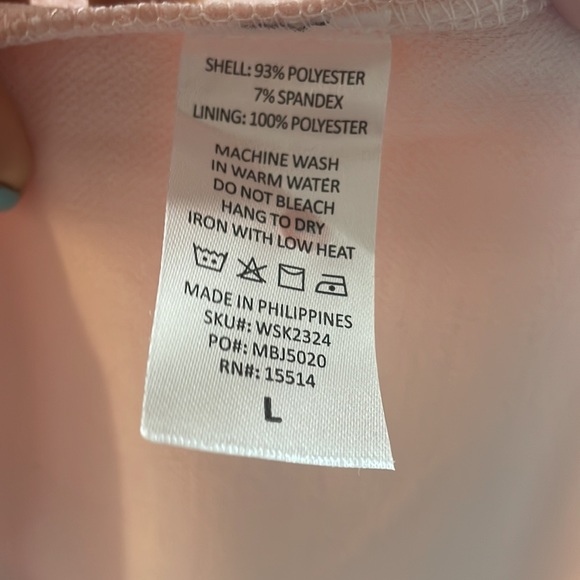 SHELL: 93% POLYESTER
7% SPANDEX
LINING: 100% POLYESTER
MACHINE WASH
IN WARM WATER
DO NOT BLEACH
HANG TO DRY
IRON WITH LOW HEAT
MADE IN PHILIPPINES
SKU#: WSK2324
PO#: MBJ5020
RN#: 15514
L